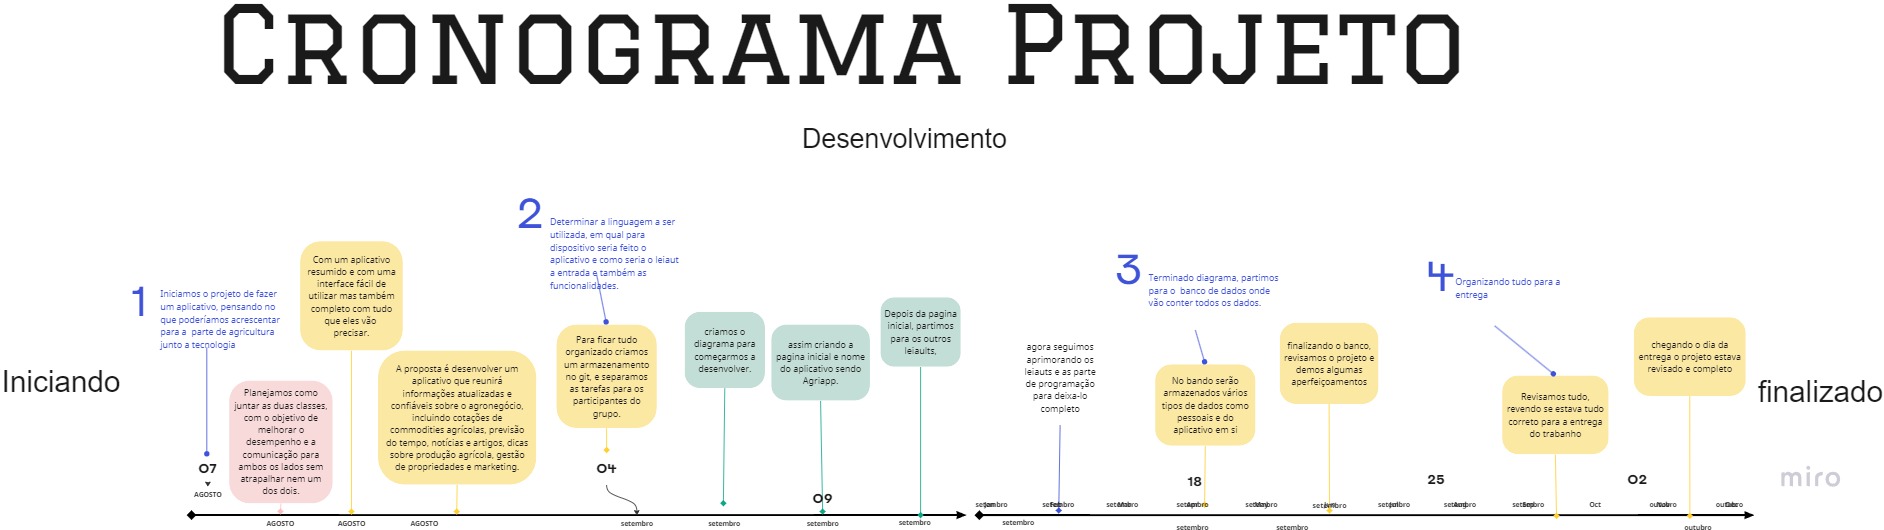 CRONOGRAMA PROJETO
Desenvolvimento
Iniciando
1
Iniciamos o projeto de fazer
um aplicativo, pensando no
que poderíamos acrescentar
para a parte de agricultura
junto a tecnologia
07
AGOSTO
Planejamos como
juntar as duas classes,
com o objetivo de
melhorar o
desempenho e a
comunicação para
ambos os lados sem
atrapalhar nem um
dos dois.
AGOSTO
Com um aplicativo
resumido e com uma
interface fácil de
utilizar mas também
completo com tudo
que eles vão
precisar.
AGOSTO
A proposta é desenvolver um
aplicativo que reunirá
informações atualizadas e
confiáveis sobre o agronegócio,
incluindo cotações de
commodities agrícolas, previsão
do tempo, notícias e artigos, dicas
sobre produção agrícola, gestão
de propriedades e marketing.
AGOSTO
2
Determinar a linguagem a ser
utilizada, em qual para
dispositivo seria feito o
aplicativo e como seria o leiaut
a entrada e também as
funcionalidades.
Para ficar tudo
organizado criamos
um armazenamento
no git, e separamos
as tarefas para os
participantes do
grupo.
04
setembro
criamos o
diagrama para
começarmos a
desenvolver.
setembro
assim criando a
pagina inicial e nome
do aplicativo sendo
Agriapp.
09
setembro
Depois da pagina
inicial, partimos
para os outros
leiaults,
setembro
agora seguimos
aprimorando os
leiauts e as parte
de programação
para deixa-lo
completo
setembro
3
Terminado diagrama, partimos
para o banco de dados onde
vão conter todos os dados.
No bando serão
armazenados vários
tipos de dados como
pessoais e do
aplicativo em si
18
setembro
finalizando o banco,
revisamos o projeto e
demos algumas
aperfeiçoamentos
setembro
4
Organizando tudo para a
entrega
25
Revisamos tudo,
revendo se estava tudo
correto para a entrega
do trabanho
Oct
02
chegando o dia da
entrega o projeto estava
revisado e completo
outubro
finalizado
miro